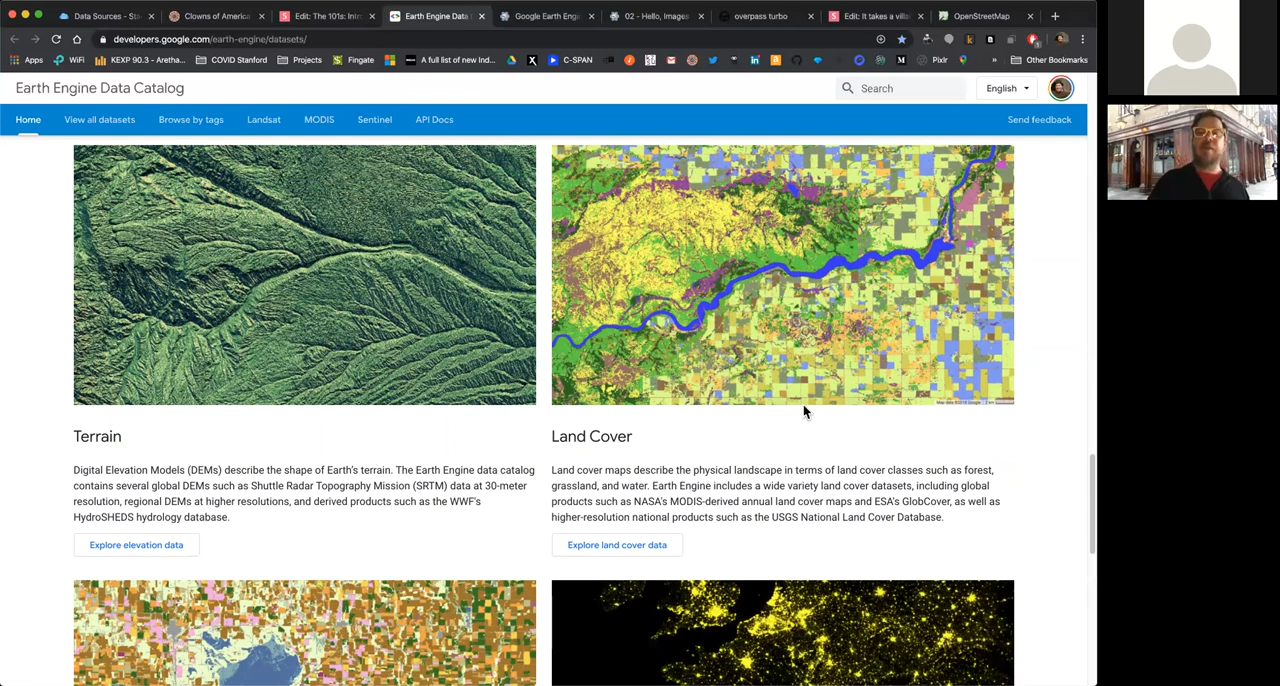 Data Sources - Sta
Clowns of America
Edit: The 101s: Intr
Earth Engine Data
Google Earth Engin
02 - Hello, Images
overpass turbo
Edit: It takes a villa
OpenStreetMap
developers.google.com/earth-engine/datasets/
Apps
WiFi
KEXP 90.3 - Aretha...
COVID Stanford
Projects
Fingate
A full list of new Ind...
C-SPAN
Pixlr
Other Bookmarks
Earth Engine Data Catalog
Search
English
Home
View all datasets
Browse by tags
Landsat
MODIS
Sentinel
API Docs
Send feedback
Terrain
Digital Elevation Models (DEMs) describe the shape of Earth's terrain. The Earth Engine data catalog
contains several global DEMs such as Shuttle Radar Topography Mission (SRTM) data at 30-meter
resolution, regional DEMs at higher resolutions, and derived products such as the WWF's
HydroSHEDS hydrology database.
Explore elevation data
Land Cover
Land cover maps describe the physical landscape in terms of land cover classes such as forest,
grassland, and water. Earth Engine includes a wide variety land cover datasets, including global
products such as NASA's MODIS-derived annual land cover maps and ESA's GlobCover, as well as
higher-resolution national products such as the USGS National Land Cover Database.
Explore land cover data